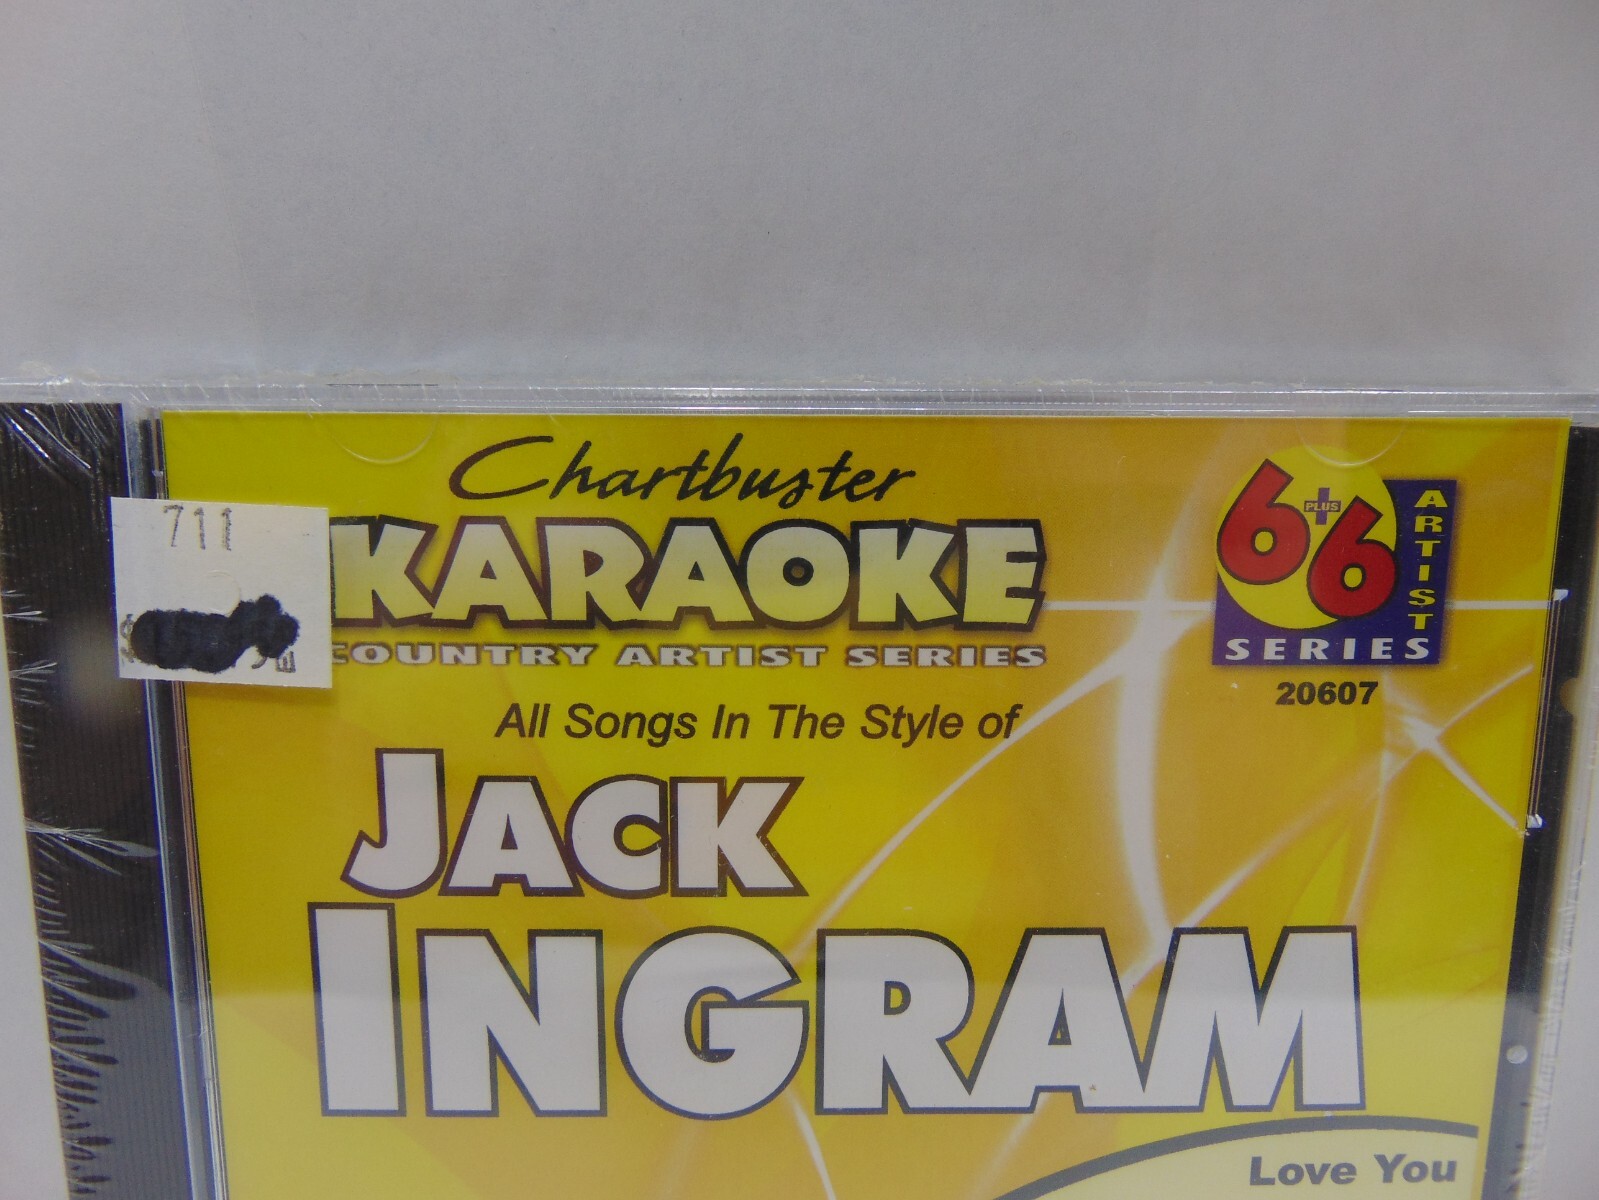 Chartbuster
KARAOKE
COUNTRY ARTIST SERIES
6 PLUS 6
ARTIST
SERIES
20607
711
All Songs In The Style of
JACK
INGRAM
Love You